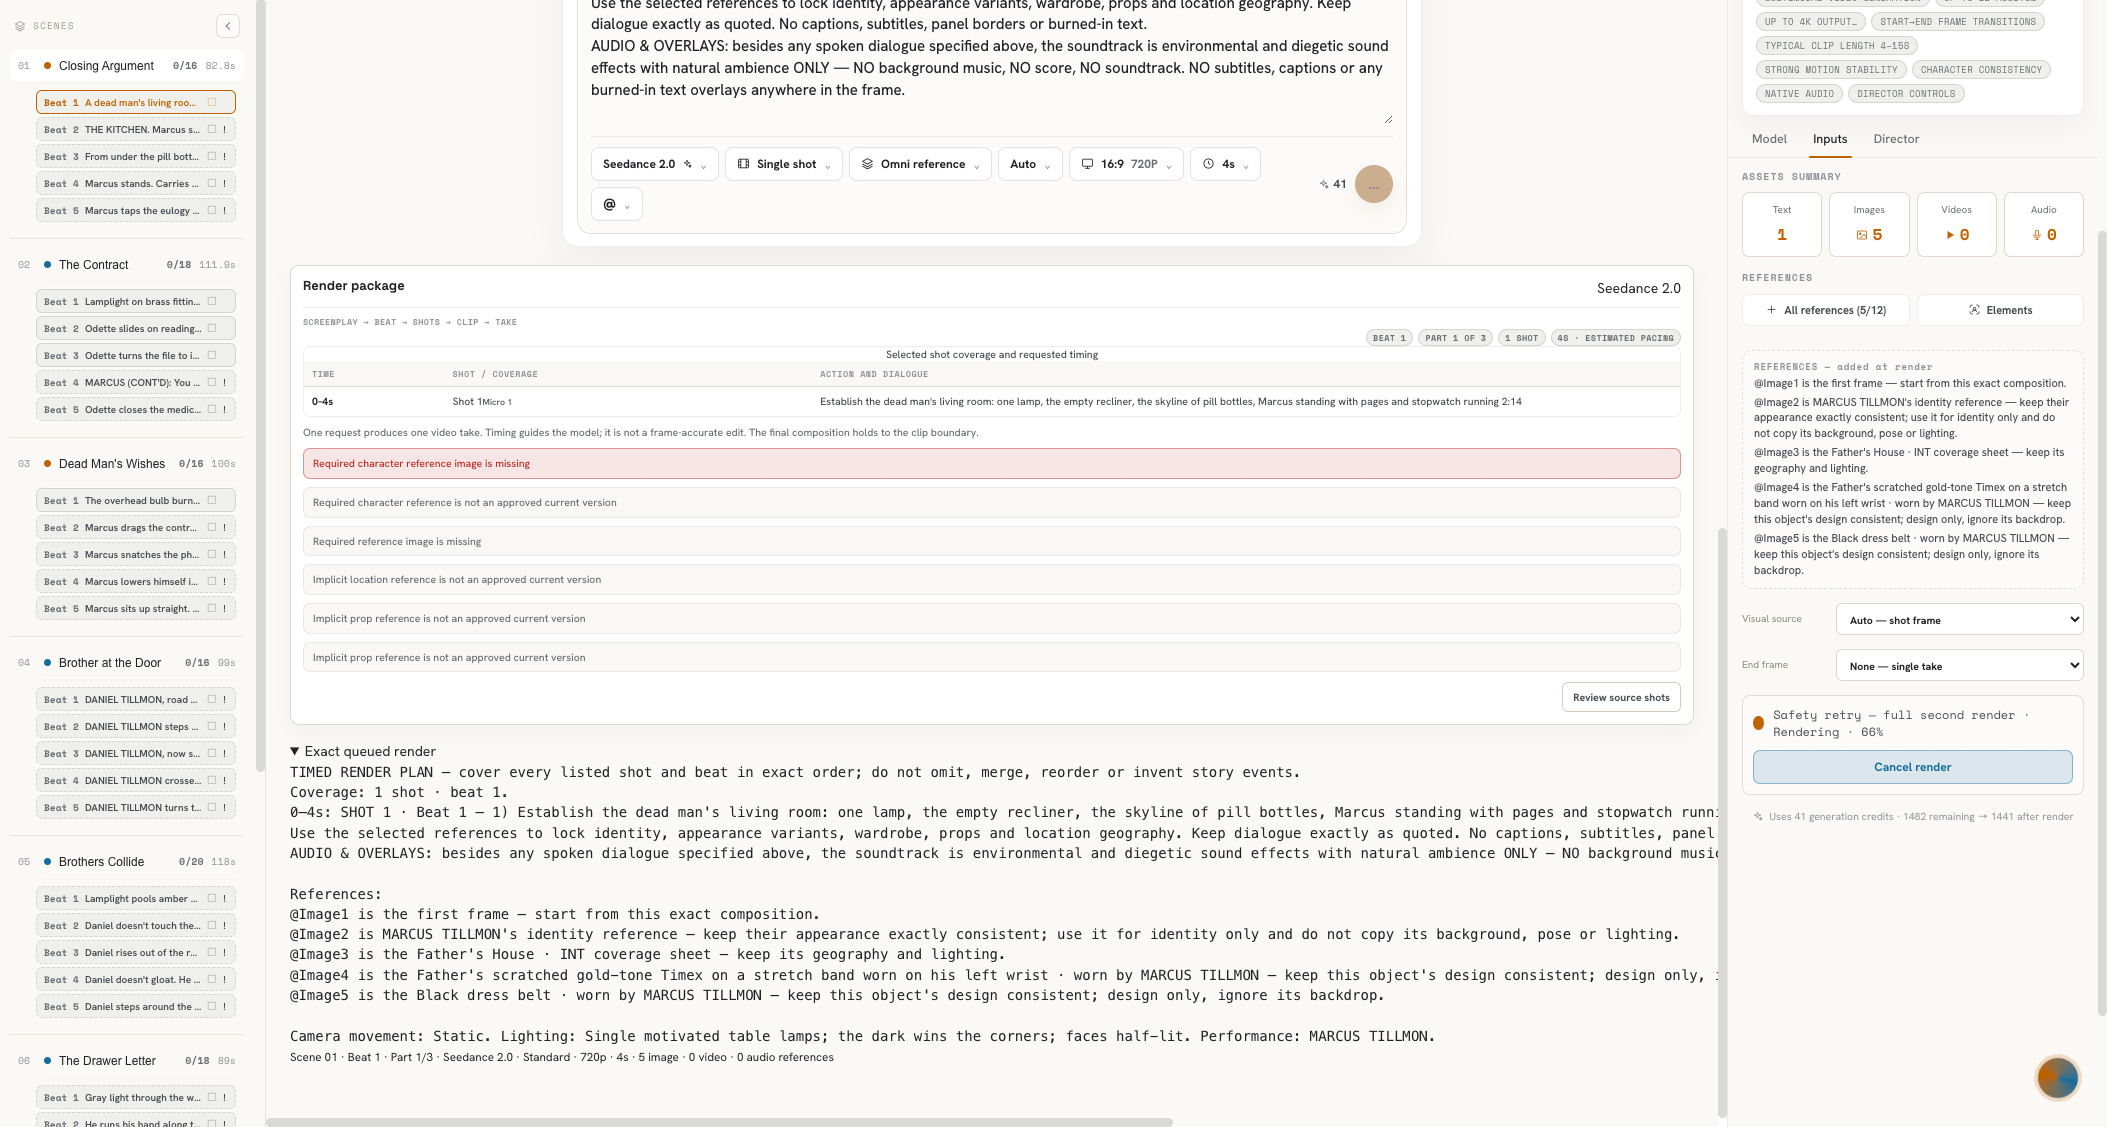 SCENES
01 Closing Argument 0/16 82.8s
Beat 1 A dead man's living roo...
Beat 2 THE KITCHEN. Marcus s... !
Beat 3 From under the pill bott... !
Beat 4 Marcus stands. Carries ... !
Beat 5 Marcus taps the eulogy ... !
02 The Contract 0/18 111.9s
Beat 1 Lamplight on brass fittin...
Beat 2 Odette slides on reading...
Beat 3 Odette turns the file to i...
Beat 4 MARCUS (CONT'D): You ... !
Beat 5 Odette closes the medic... !
03 Dead Man's Wishes 0/16 100s
Beat 1 The overhead bulb burn...
Beat 2 Marcus drags the contr... !
Beat 3 Marcus snatches the ph... !
Beat 4 Marcus lowers himself i... !
Beat 5 Marcus sits up straight. ... !
04 Brother at the Door 0/16 99s
Beat 1 DANIEL TILLMON, road ... !
Beat 2 DANIEL TILLMON steps ... !
Beat 3 DANIEL TILLMON, now s... !
Beat 4 DANIEL TILLMON crosse... !
Beat 5 DANIEL TILLMON turns t... !
05 Brothers Collide 0/20 118s
Beat 1 Lamplight pools amber ... !
Beat 2 Daniel doesn't touch the... !
Beat 3 Daniel rises out of the r... !
Beat 4 Daniel doesn't gloat. He ... !
Beat 5 Daniel steps around the ... !
06 The Drawer Letter 0/18 89s
Beat 1 Gray light through the w... !
Beat 2 He runs his hand along t... !
Use the selected references to lock identity, appearance variants, wardrobe, props and location geography. Keep
dialogue exactly as quoted. No captions, subtitles, panel borders or burned-in text.
AUDIO & OVERLAYS: besides any spoken dialogue specified above, the soundtrack is environmental and diegetic sound
effects with natural ambience ONLY — NO background music, NO score, NO soundtrack. NO subtitles, captions or any
burned-in text overlays anywhere in the frame.
Seedance 2.0 Single shot Omni reference Auto 16:9 720P 4s
@ 41 ...
Render package Seedance 2.0
SCREENPLAY → BEAT → SHOTS → CLIP → TAKE
BEAT 1 PART 1 OF 3 1 SHOT 4S · ESTIMATED PACING
Selected shot coverage and requested timing
TIME SHOT / COVERAGE ACTION AND DIALOGUE
0–4s Shot 1Micro 1 Establish the dead man's living room: one lamp, the empty recliner, the skyline of pill bottles, Marcus standing with pages and stopwatch running 2:14
One request produces one video take. Timing guides the model; it is not a frame-accurate edit. The final composition holds to the clip boundary.
Required character reference image is missing
Required character reference is not an approved current version
Required reference image is missing
Implicit location reference is not an approved current version
Implicit prop reference is not an approved current version
Implicit prop reference is not an approved current version
Review source shots
▼ Exact queued render
TIMED RENDER PLAN — cover every listed shot and beat in exact order; do not omit, merge, reorder or invent story events.
Coverage: 1 shot · beat 1.
0–4s: SHOT 1 · Beat 1 — 1) Establish the dead man's living room: one lamp, the empty recliner, the skyline of pill bottles, Marcus standing with pages and stopwatch runni
Use the selected references to lock identity, appearance variants, wardrobe, props and location geography. Keep dialogue exactly as quoted. No captions, subtitles, panel
AUDIO & OVERLAYS: besides any spoken dialogue specified above, the soundtrack is environmental and diegetic sound effects with natural ambience ONLY — NO background music
References:
@Image1 is the first frame — start from this exact composition.
@Image2 is MARCUS TILLMON's identity reference — keep their appearance exactly consistent; use it for identity only and do not copy its background, pose or lighting.
@Image3 is the Father's House · INT coverage sheet — keep its geography and lighting.
@Image4 is the Father's scratched gold-tone Timex on a stretch band worn on his left wrist · worn by MARCUS TILLMON — keep this object's design consistent; design only, i
@Image5 is the Black dress belt · worn by MARCUS TILLMON — keep this object's design consistent; design only, ignore its backdrop.
Camera movement: Static. Lighting: Single motivated table lamps; the dark wins the corners; faces half-lit. Performance: MARCUS TILLMON.
Scene 01 · Beat 1 · Part 1/3 · Seedance 2.0 · Standard · 720p · 4s · 5 image · 0 video · 0 audio references
UP TO 4K OUTPUT… START→END FRAME TRANSITIONS
TYPICAL CLIP LENGTH 4–15S
STRONG MOTION STABILITY CHARACTER CONSISTENCY
NATIVE AUDIO DIRECTOR CONTROLS
Model Inputs Director
ASSETS SUMMARY
Text Images Videos Audio
1 5 0 0
REFERENCES
+ All references (5/12) Elements
REFERENCES — added at render
@Image1 is the first frame — start from this exact composition.
@Image2 is MARCUS TILLMON's identity reference — keep their
appearance exactly consistent; use it for identity only and do
not copy its background, pose or lighting.
@Image3 is the Father's House · INT coverage sheet — keep its
geography and lighting.
@Image4 is the Father's scratched gold-tone Timex on a stretch
band worn on his left wrist · worn by MARCUS TILLMON — keep
this object's design consistent; design only, ignore its backdrop.
@Image5 is the Black dress belt · worn by MARCUS TILLMON —
keep this object's design consistent; design only, ignore its
backdrop.
Visual source Auto — shot frame
End frame None — single take
Safety retry — full second render ·
Rendering · 66%
Cancel render
Uses 41 generation credits · 1482 remaining → 1441 after render